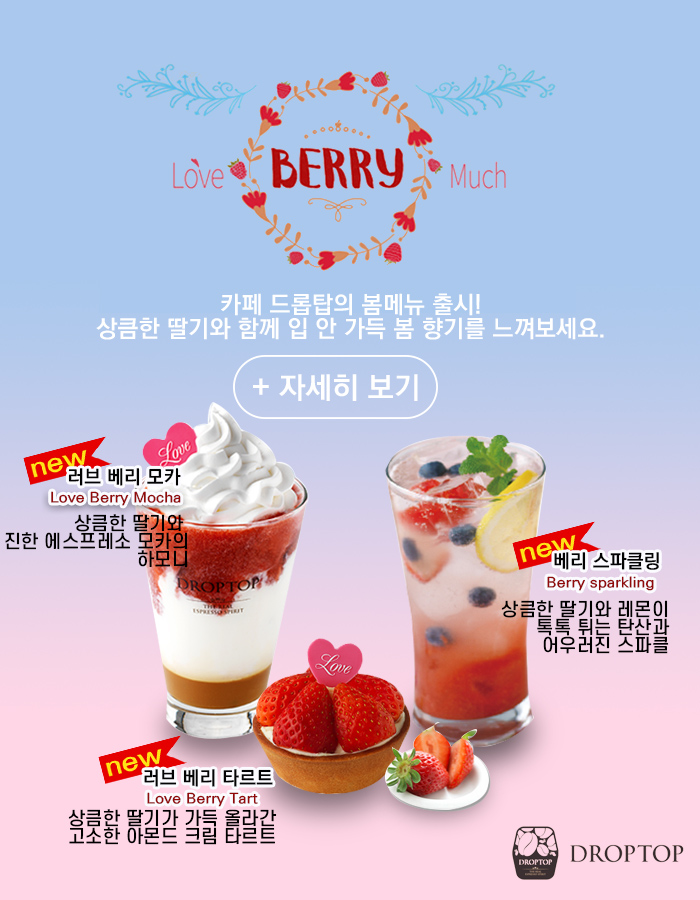 Love BERRY Much
카페 드롭탑의 봄메뉴 출시!
상큼한 딸기와 함께 입 안 가득 봄 향기를 느껴보세요.
+ 자세히 보기
Love
new
러브 베리 모카
Love Berry Mocha
상큼한 딸기와
진한 에스프레소 모카의
하모니
DROPTOP
THE REAL
ESPRESSO SPIRIT
new
베리 스파클링
Berry sparkling
상큼한 딸기와 레몬이
톡톡 튀는 탄산과
어우러진 스파클
Love
new
러브 베리 타르트
Love Berry Tart
상큼한 딸기가 가득 올라간
고소한 아몬드 크림 타르트
DROPTOP
DROPTOP